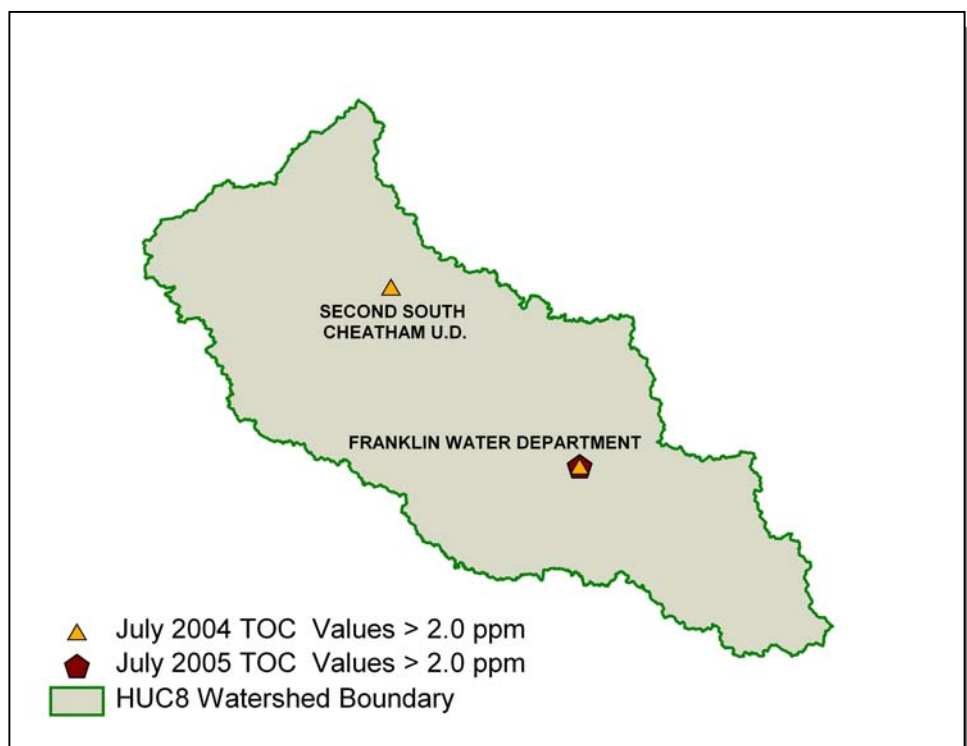 SECOND SOUTH
CHEATHAM U.D.
FRANKLIN WATER DEPARTMENT
July 2004 TOC Values > 2.0 ppm
July 2005 TOC Values > 2.0 ppm
HUC8 Watershed Boundary